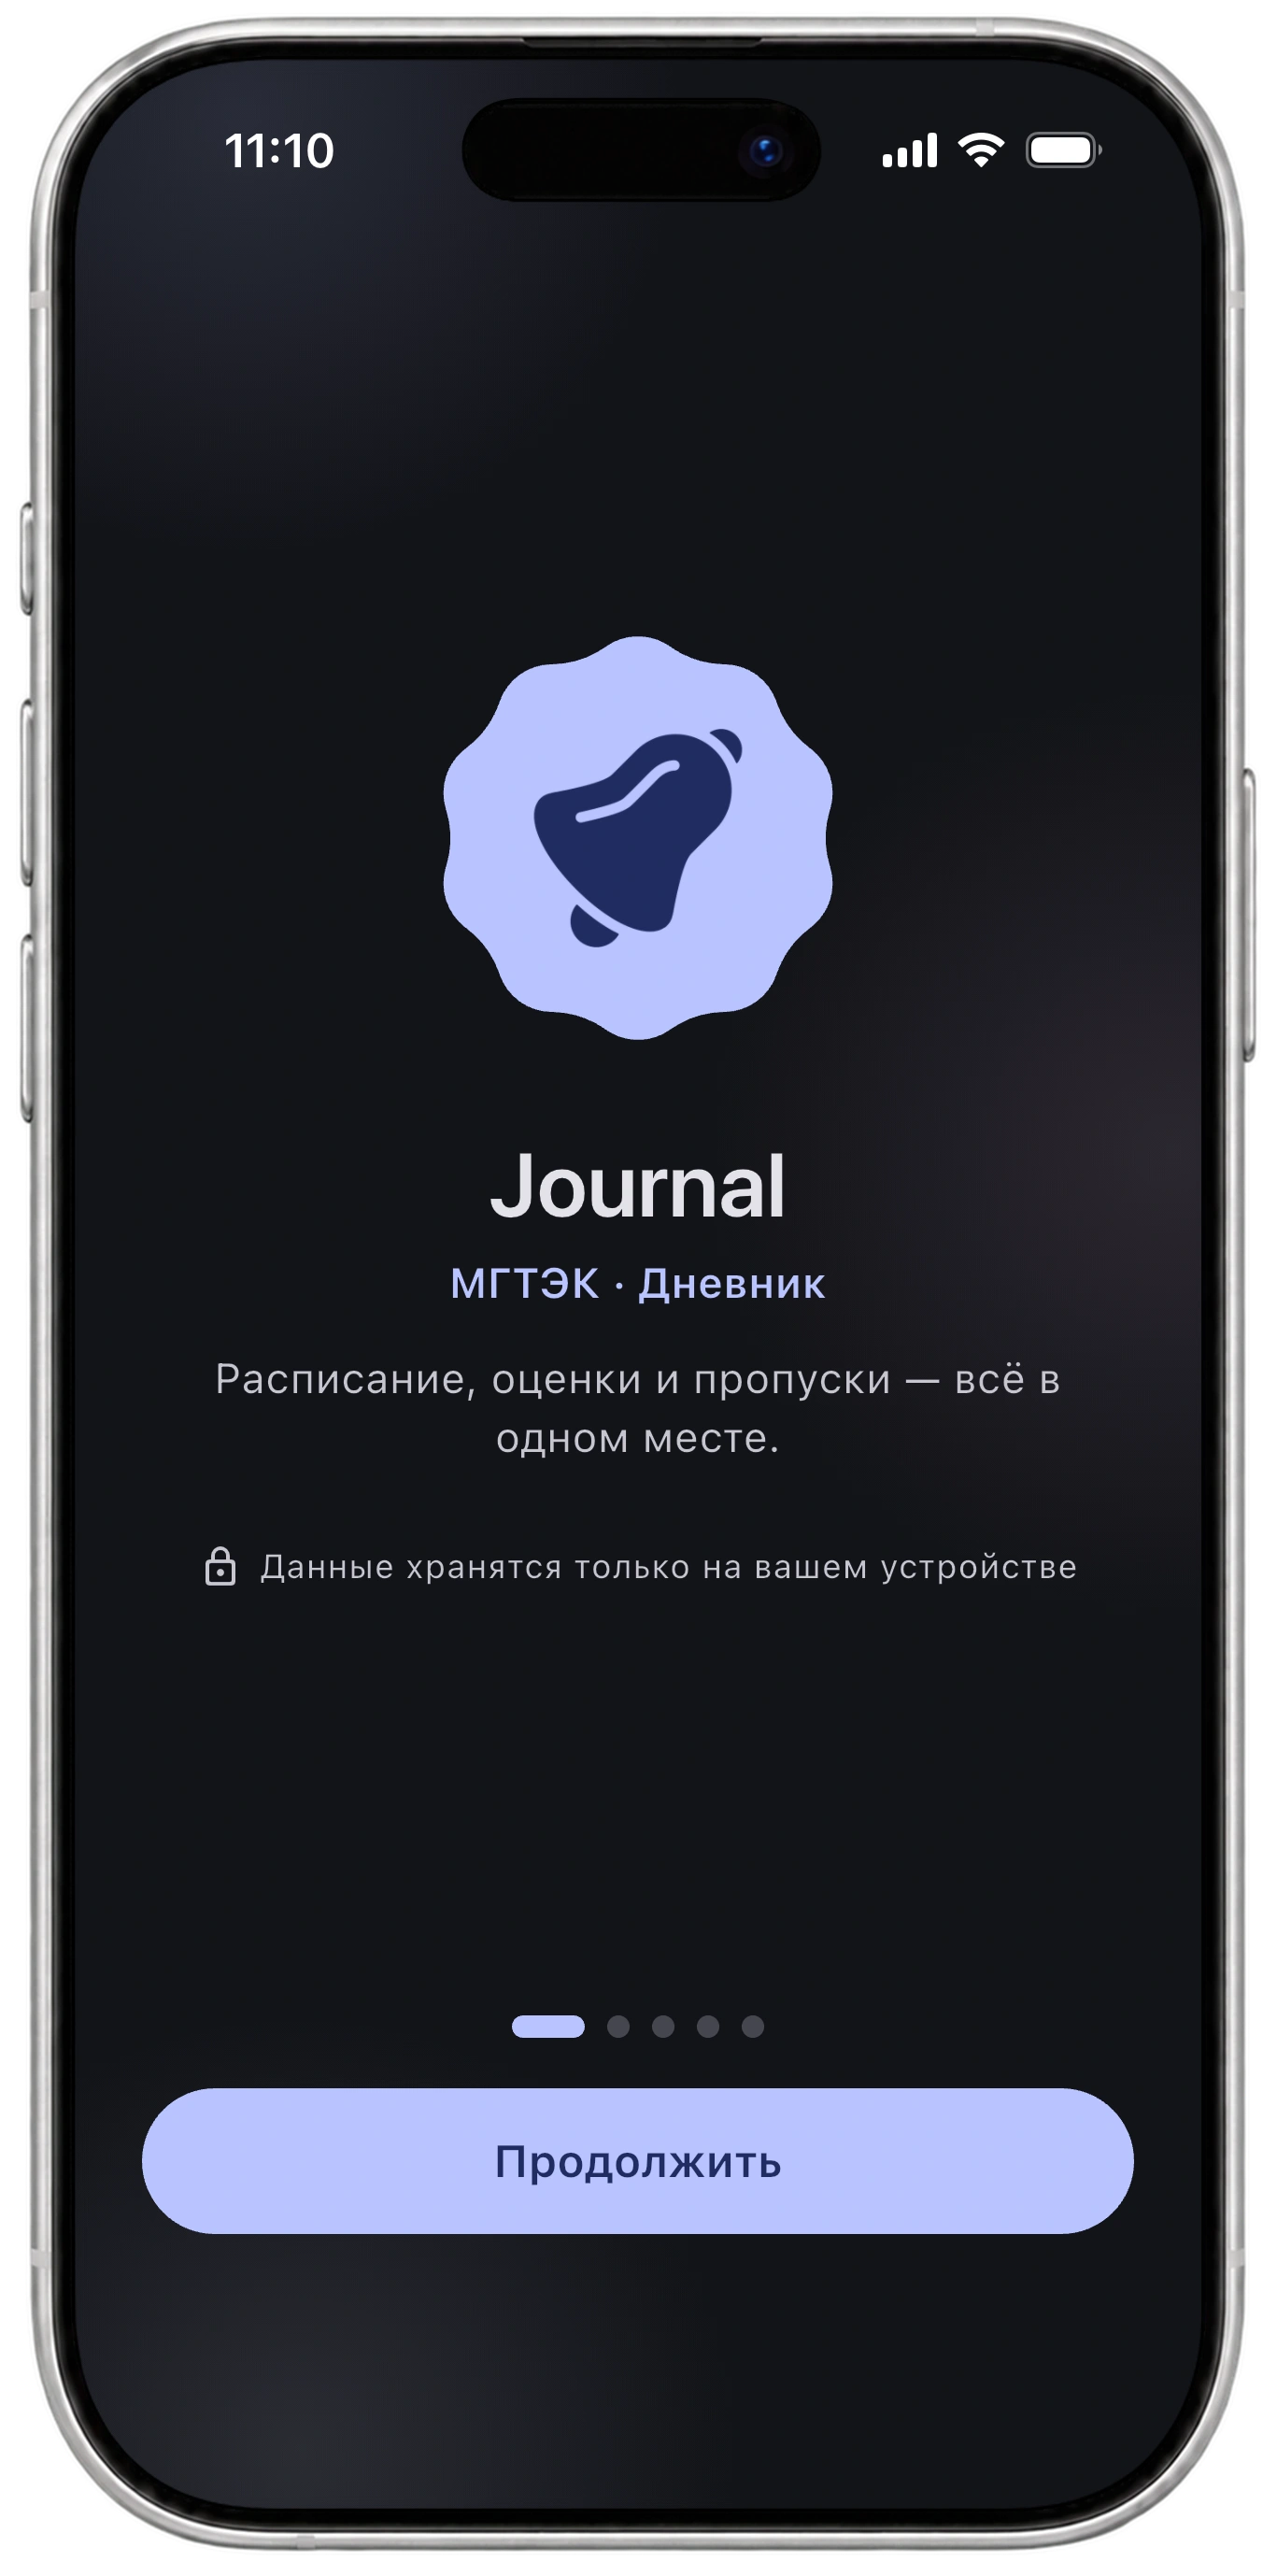 11:10
Journal
МГТЭК · Дневник
Расписание, оценки и пропуски — всё в
одном месте.
Данные хранятся только на вашем устройстве
Продолжить